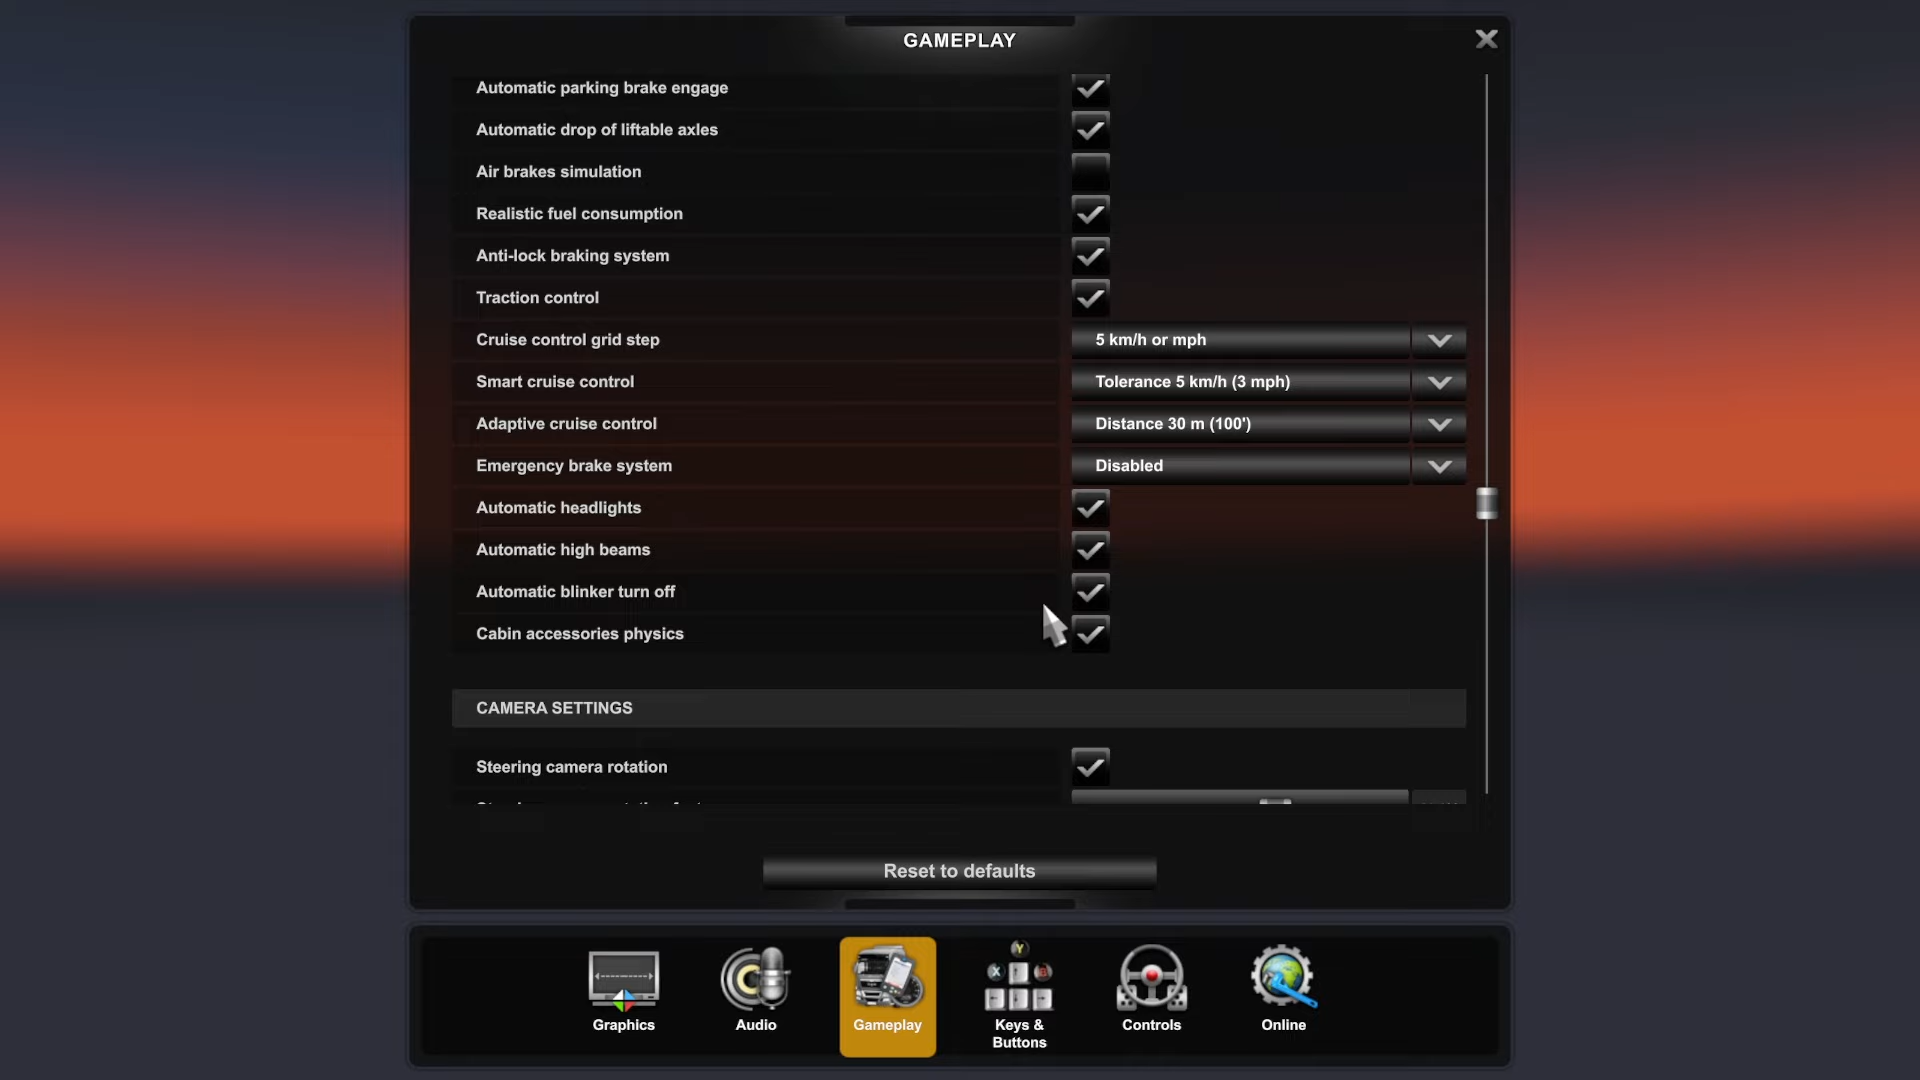 GAMEPLAY
Automatic parking brake engage
Automatic drop of liftable axles
Air brakes simulation
Realistic fuel consumption
Anti-lock braking system
Traction control
Cruise control grid step 5 km/h or mph
Smart cruise control Tolerance 5 km/h (3 mph)
Adaptive cruise control Distance 30 m (100')
Emergency brake system Disabled
Automatic headlights
Automatic high beams
Automatic blinker turn off
Cabin accessories physics
CAMERA SETTINGS
Steering camera rotation
Reset to defaults
Y
X B
Graphics Audio Gameplay Keys & Controls Online
Buttons